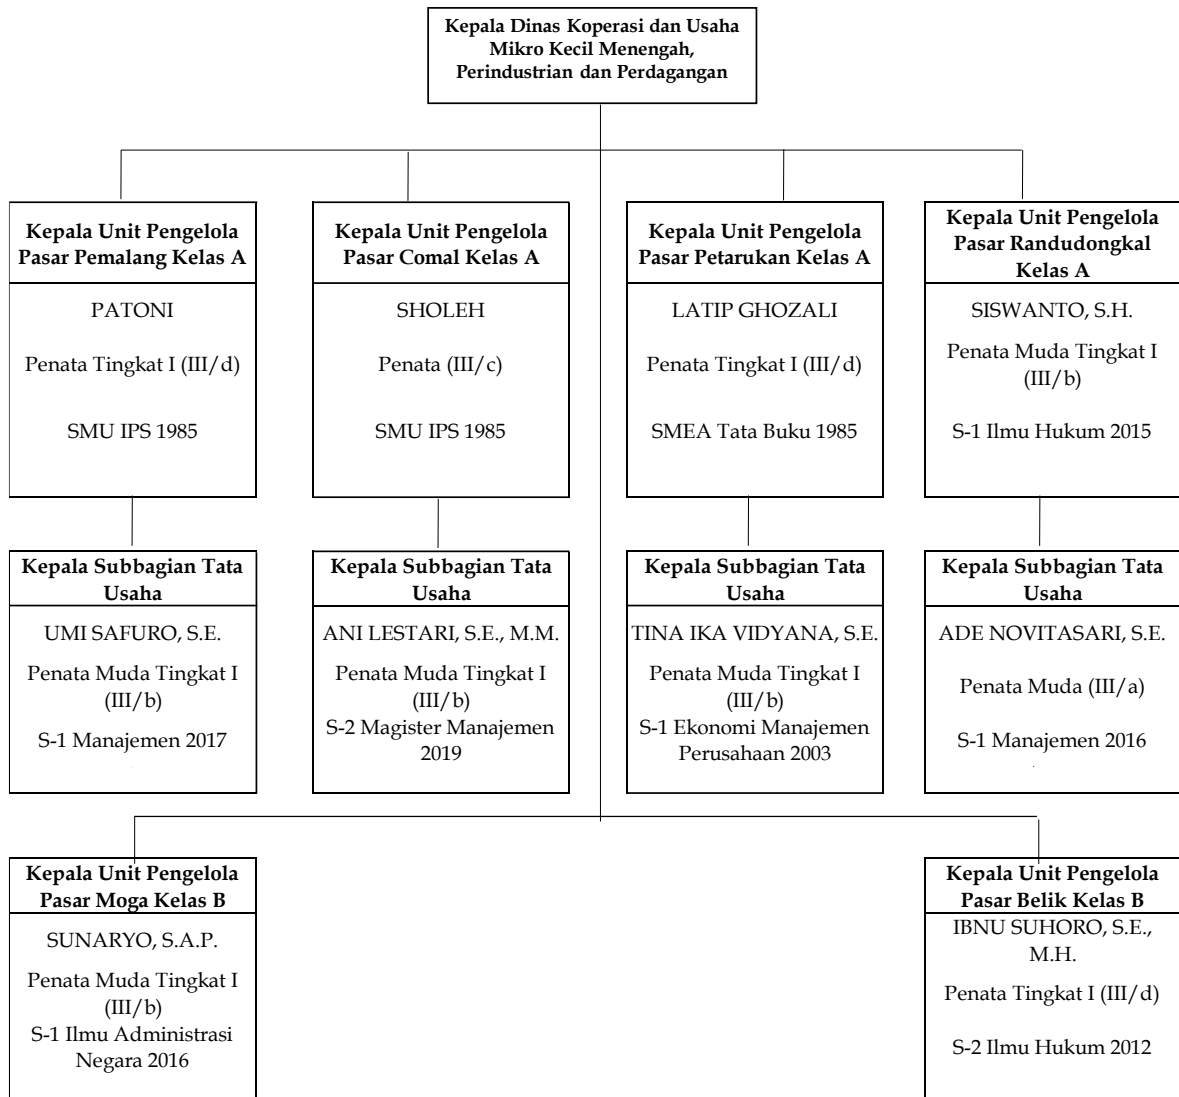 Kepala Dinas Koperasi dan Usaha
Mikro Kecil Menengah,
Perindustrian dan Perdagangan
Kepala Unit Pengelola
Pasar Pemalang Kelas A
PATONI
Penata Tingkat I (III/d)
SMU IPS 1985
Kepala Unit Pengelola
Pasar Comal Kelas A
SHOLEH
Penata (III/c)
SMU IPS 1985
Kepala Unit Pengelola
Pasar Petarukan Kelas A
LATIP GHOZALI
Penata Tingkat I (III/d)
SMEA Tata Buku 1985
Kepala Unit Pengelola
Pasar Randudongkal
Kelas A
SISWANTO, S.H.
Penata Muda Tingkat I
(III/b)
S-1 Ilmu Hukum 2015
Kepala Subbagian Tata
Usaha
UMI SAFURO, S.E.
Penata Muda Tingkat I
(III/b)
S-1 Manajemen 2017
Kepala Subbagian Tata
Usaha
ANI LESTARI, S.E., M.M.
Penata Muda Tingkat I
(III/b)
S-2 Magister Manajemen
2019
Kepala Subbagian Tata
Usaha
TINA IKA VIDYANA, S.E.
Penata Muda Tingkat I
(III/b)
S-1 Ekonomi Manajemen
Perusahaan 2003
Kepala Subbagian Tata
Usaha
ADE NOVITASARI, S.E.
Penata Muda (III/a)
S-1 Manajemen 2016
Kepala Unit Pengelola
Pasar Moga Kelas B
SUNARYO, S.A.P.
Penata Muda Tingkat I
(III/b)
S-1 Ilmu Administrasi
Negara 2016
Kepala Unit Pengelola
Pasar Belik Kelas B
IBNU SUHORO, S.E.,
M.H.
Penata Tingkat I (III/d)
S-2 Ilmu Hukum 2012